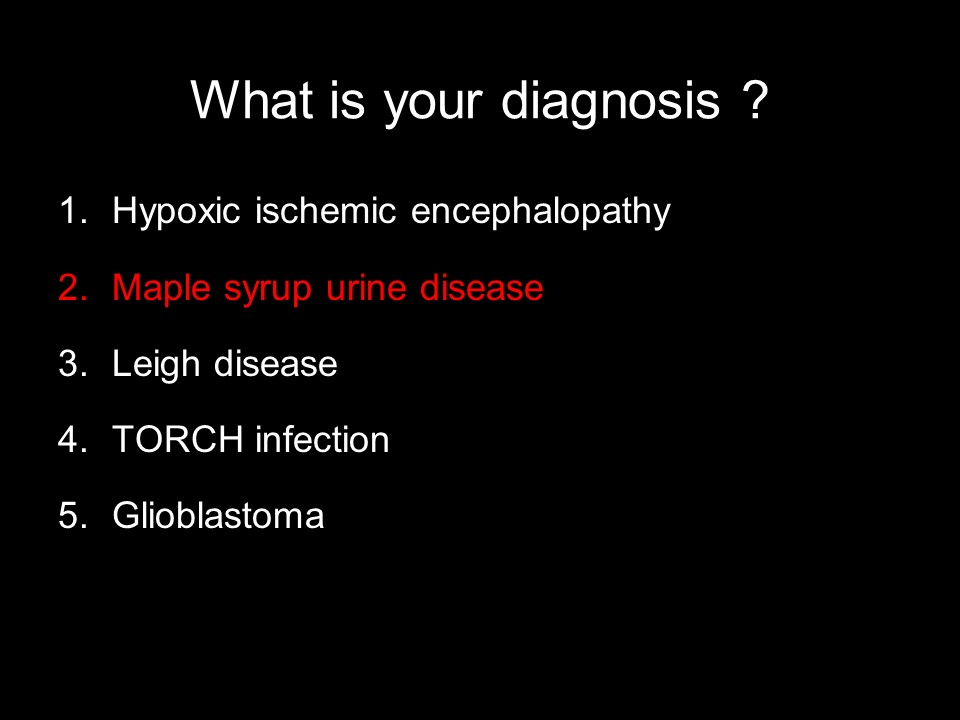 What is your diagnosis ?
1. Hypoxic ischemic encephalopathy
2. Maple syrup urine disease
3. Leigh disease
4. TORCH infection
5. Glioblastoma